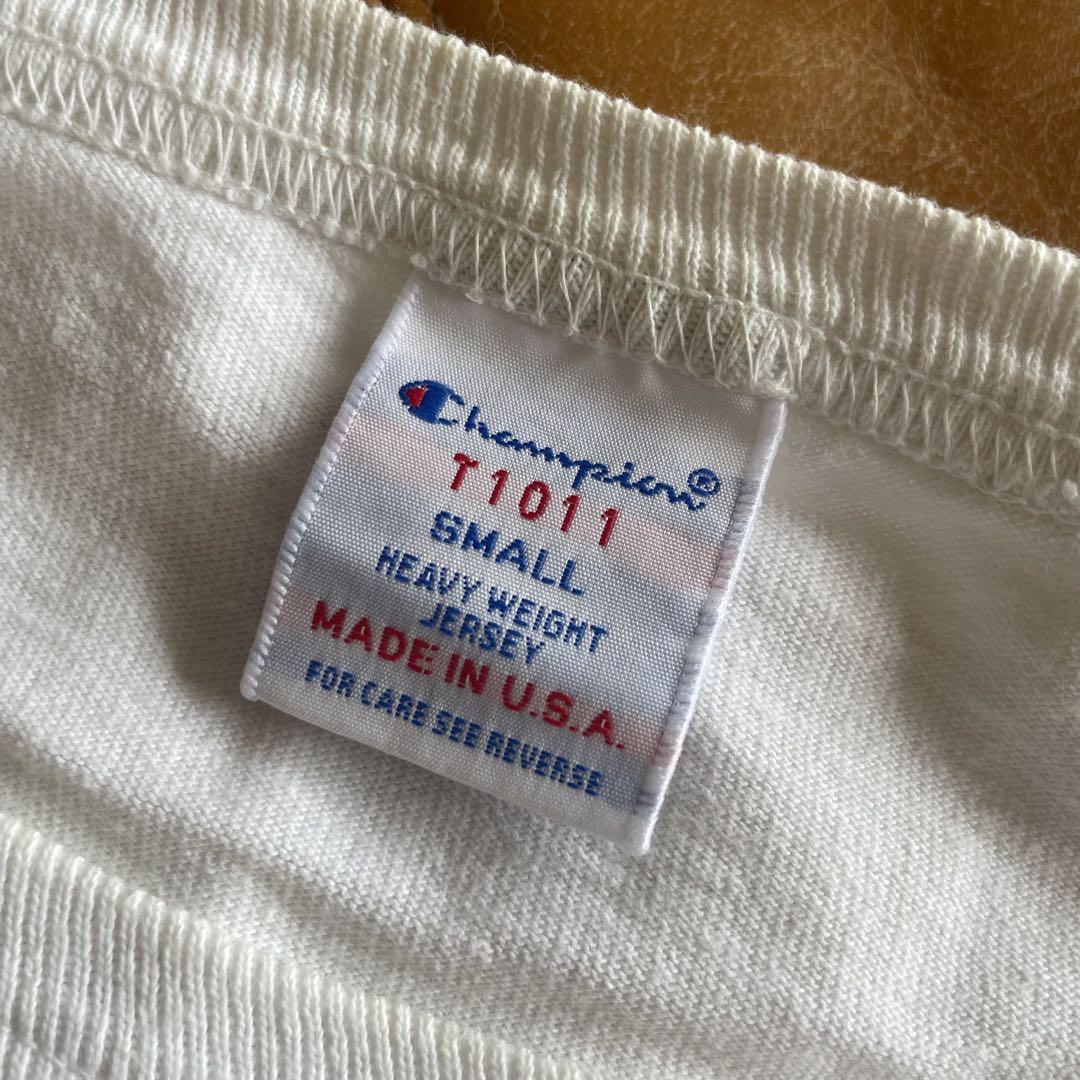 Champion®
T1011
SMALL
HEAVY WEIGHT
JERSEY
MADE IN U.S.A.
FOR CARE SEE REVERSE